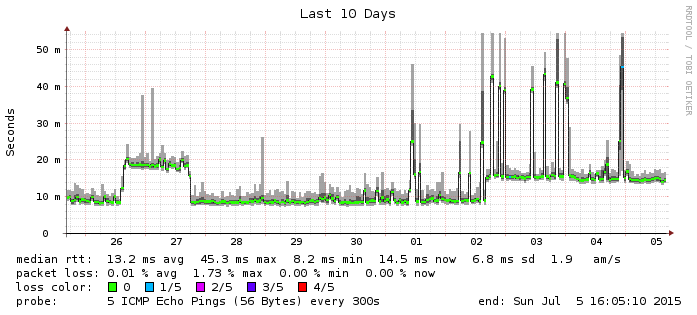 Last 10 Days
RRDTOOL / TOBI OETIKER
Seconds
50 m
40 m
30 m
20 m
10 m
0
26 27 28 29 30 01 02 03 04 05
median rtt: 13.2 ms avg 45.3 ms max 8.2 ms min 14.5 ms now 6.8 ms sd 1.9 am/s
packet loss: 0.01 % avg 1.73 % max 0.00 % min 0.00 % now
loss color: 0 1/5 2/5 3/5 4/5
probe: 5 ICMP Echo Pings (56 Bytes) every 300s end: Sun Jul 5 16:05:10 2015